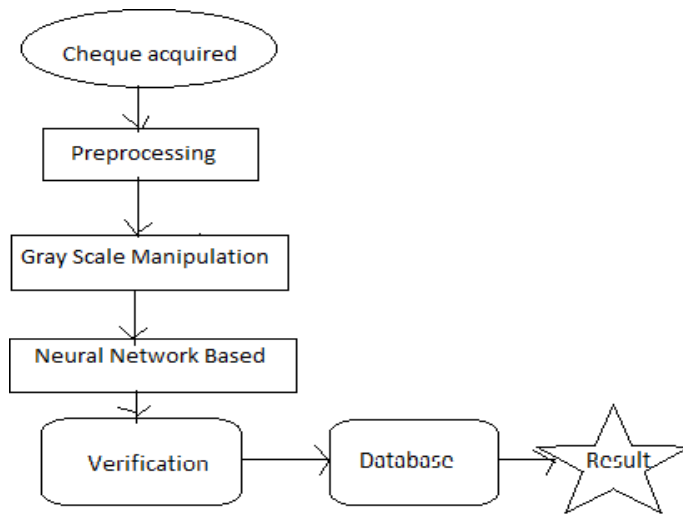 Cheque acquired
Preprocessing
Gray Scale Manipulation
Neural Network Based
Verification
Database
Result